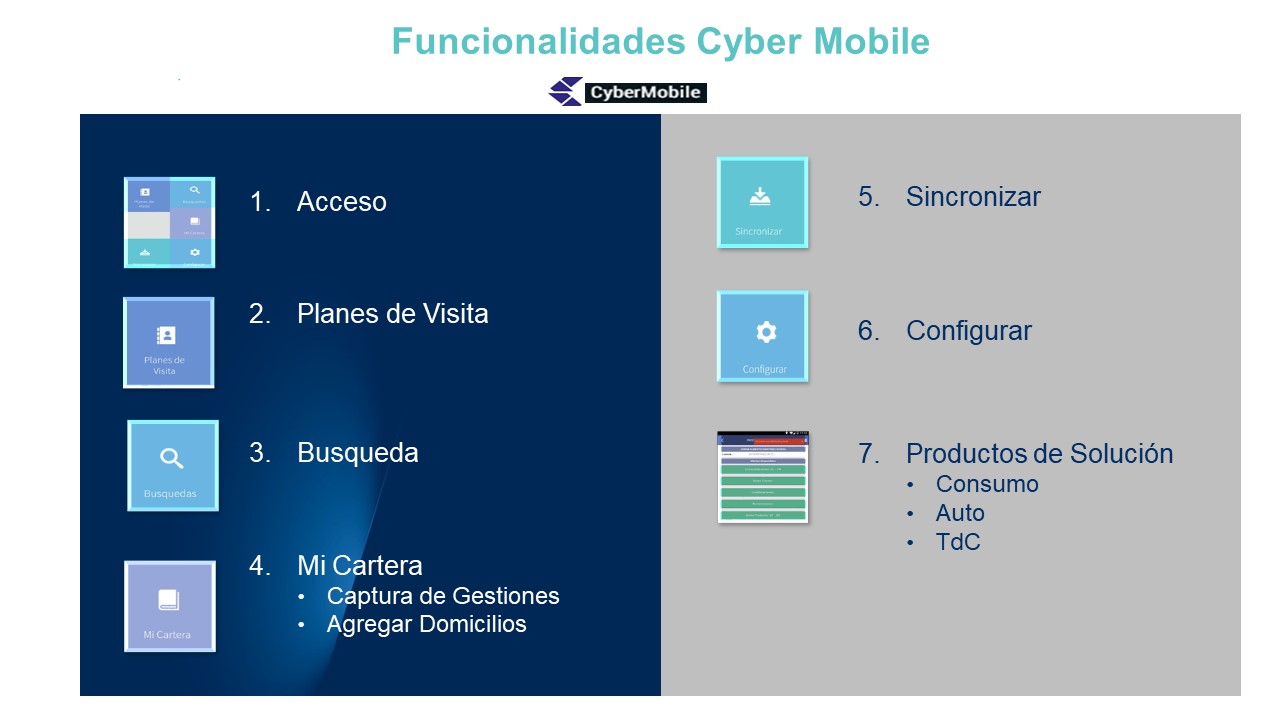 Funcionalidades Cyber Mobile
CyberMobile
1. Acceso
Planes de
Visita
2. Planes de Visita
Busquedas
3. Busqueda
Mi Cartera
4. Mi Cartera
• Captura de Gestiones
• Agregar Domicilios
Sincronizar
5. Sincronizar
Configurar
6. Configurar
7. Productos de Solución
• Consumo
• Auto
• TdC